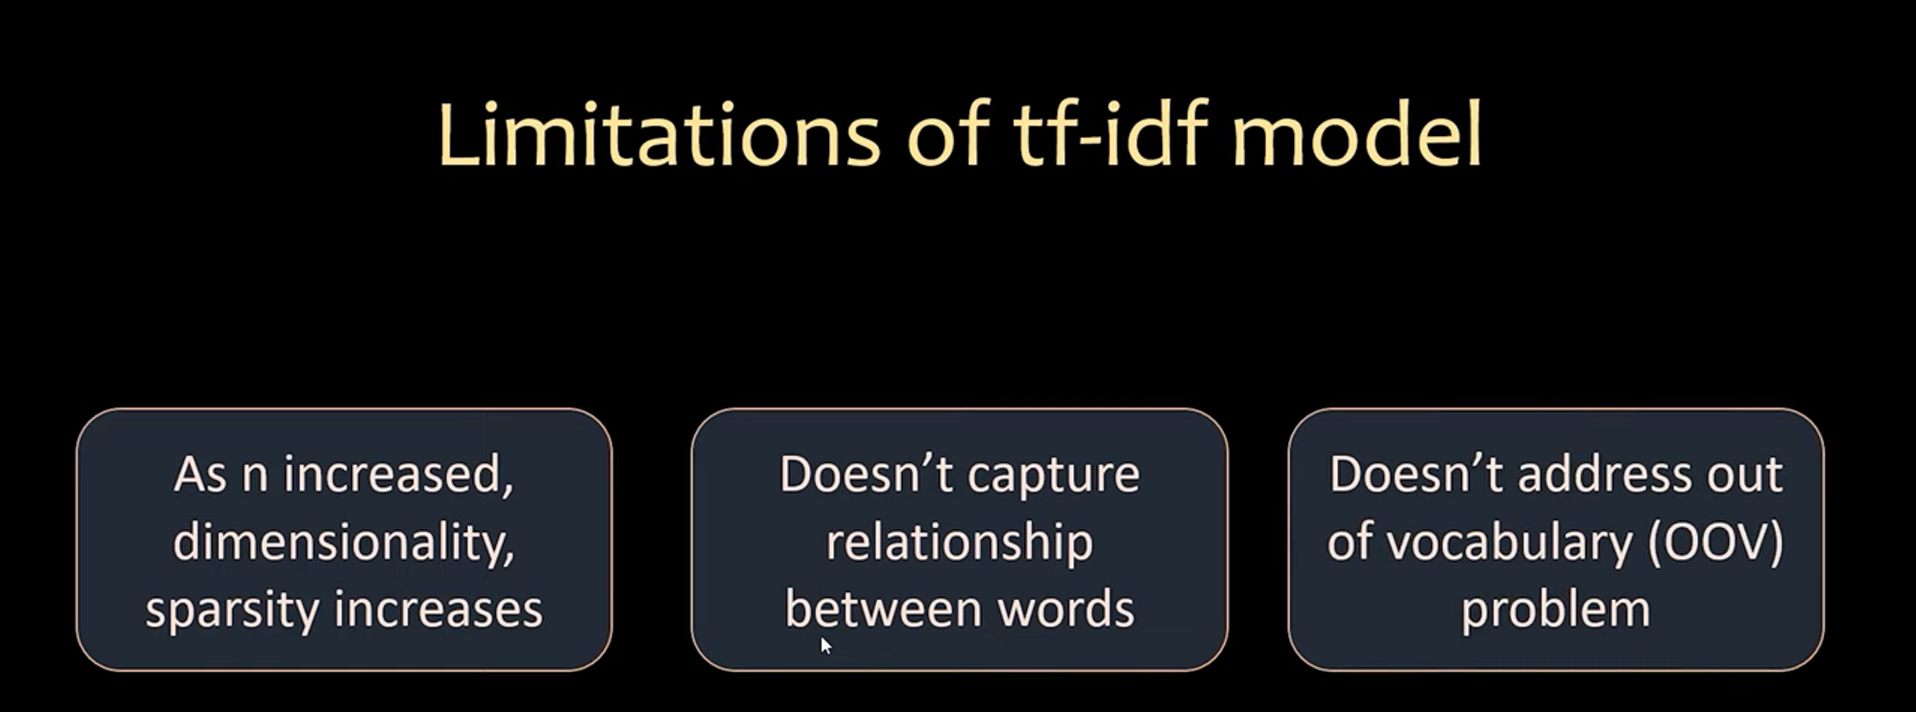 Limitations of tf-idf model
As n increased,
dimensionality,
sparsity increases
Doesn’t capture
relationship
between words
Doesn’t address out
of vocabulary (OOV)
problem